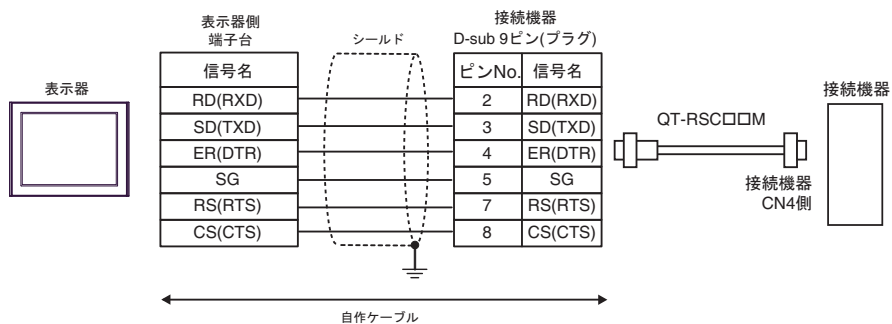 表示器
表示器側
端子台
信号名
RD(RXD)
SD(TXD)
ER(DTR)
SG
RS(RTS)
CS(CTS)
シールド
接続機器
D-sub 9ピン(プラグ)
ピンNo. 信号名
2 RD(RXD)
3 SD(TXD)
4 ER(DTR)
5 SG
7 RS(RTS)
8 CS(CTS)
QT-RSC□□M
接続機器
CN4側
接続機器
自作ケーブル